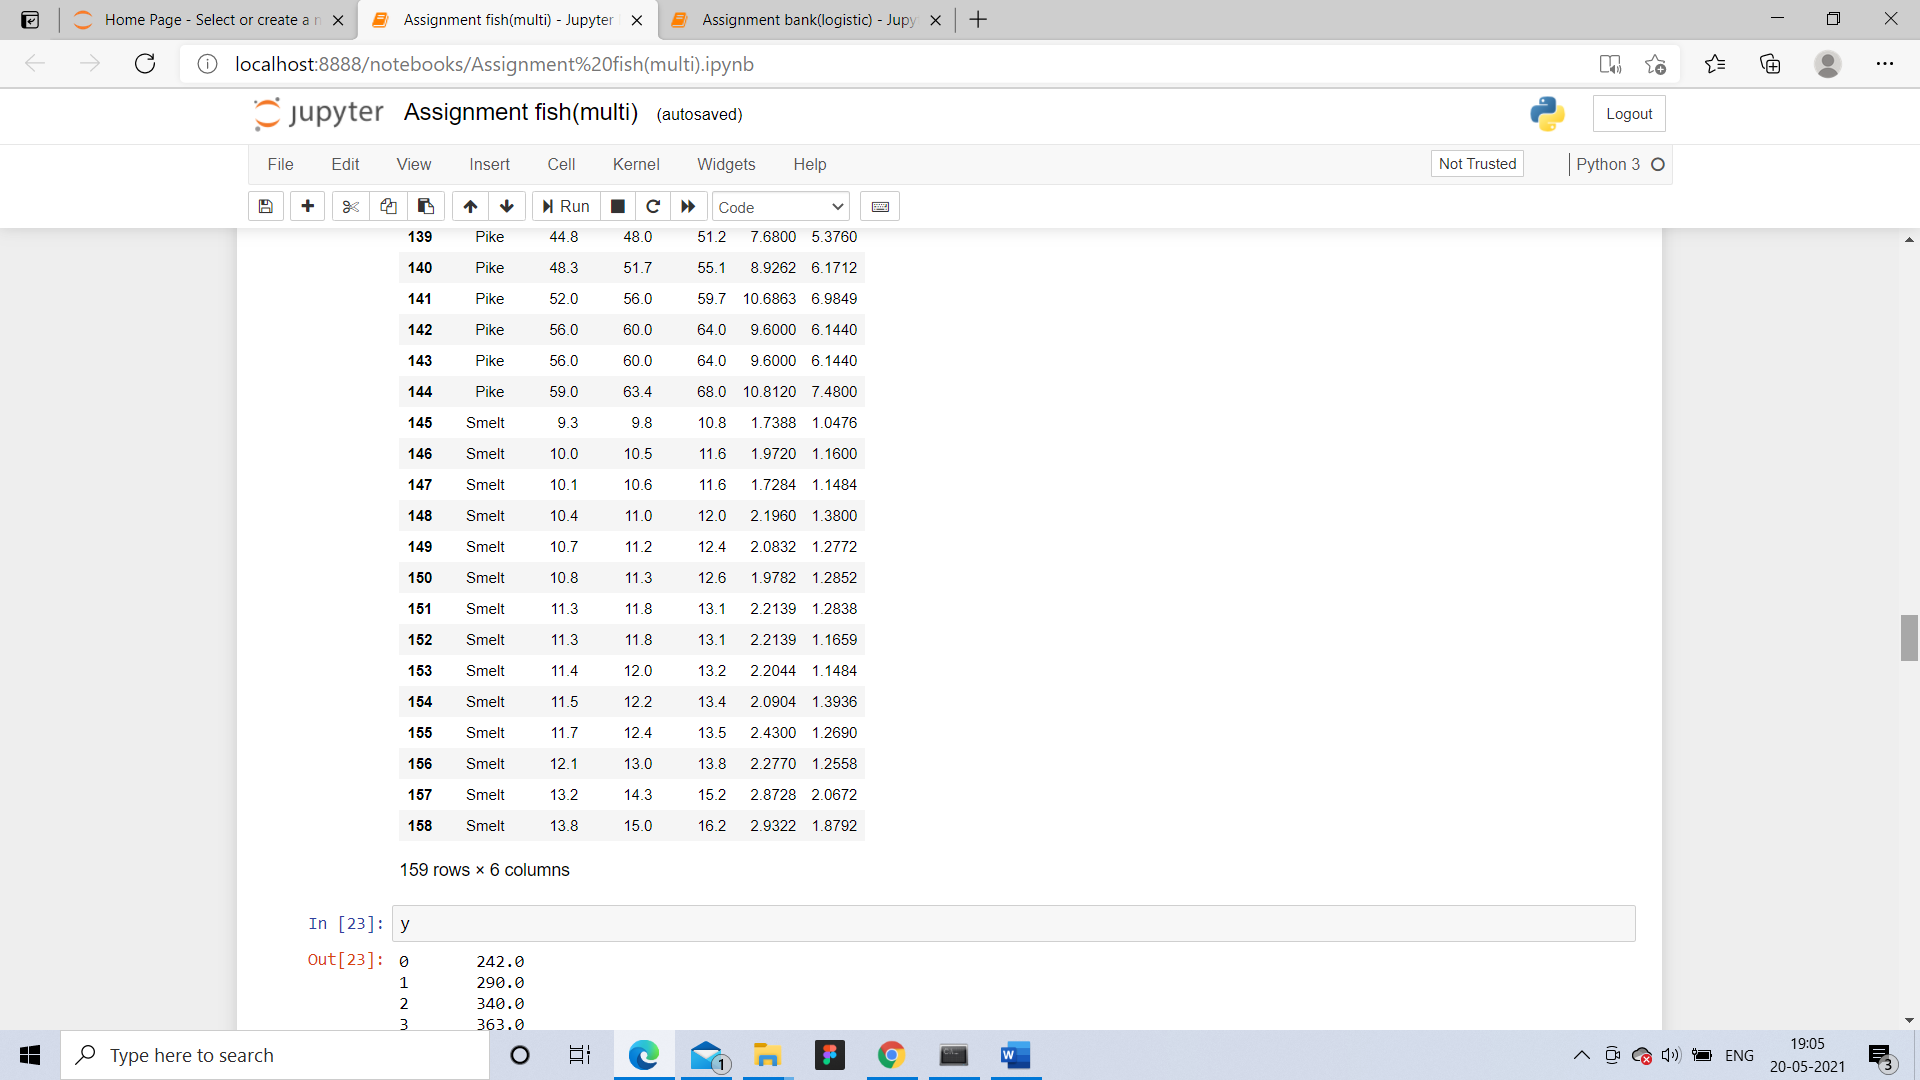 Home Page - Select or create a n
Assignment fish(multi) - Jupyter
Assignment bank(logistic) - Jupy
localhost:8888/notebooks/Assignment%20fish(multi).ipynb
jupyter Assignment fish(multi) (autosaved)
Logout
File Edit View Insert Cell Kernel Widgets Help
Not Trusted
Python 3
Run
Code
139 Pike 44.8 48.0 51.2 7.6800 5.3760
140 Pike 48.3 51.7 55.1 8.9262 6.1712
141 Pike 52.0 56.0 59.7 10.6863 6.9849
142 Pike 56.0 60.0 64.0 9.6000 6.1440
143 Pike 56.0 60.0 64.0 9.6000 6.1440
144 Pike 59.0 63.4 68.0 10.8120 7.4800
145 Smelt 9.3 9.8 10.8 1.7388 1.0476
146 Smelt 10.0 10.5 11.6 1.9720 1.1600
147 Smelt 10.1 10.6 11.6 1.7284 1.1484
148 Smelt 10.4 11.0 12.0 2.1960 1.3800
149 Smelt 10.7 11.2 12.4 2.0832 1.2772
150 Smelt 10.8 11.3 12.6 1.9782 1.2852
151 Smelt 11.3 11.8 13.1 2.2139 1.2838
152 Smelt 11.3 11.8 13.1 2.2139 1.1659
153 Smelt 11.4 12.0 13.2 2.2044 1.1484
154 Smelt 11.5 12.2 13.4 2.0904 1.3936
155 Smelt 11.7 12.4 13.5 2.4300 1.2690
156 Smelt 12.1 13.0 13.8 2.2770 1.2558
157 Smelt 13.2 14.3 15.2 2.8728 2.0672
158 Smelt 13.8 15.0 16.2 2.9322 1.8792
159 rows × 6 columns
In [23]: y
Out[23]: 0 242.0
1 290.0
2 340.0
3 363.0
Type here to search
1
ENG
19:05
20-05-2021
3